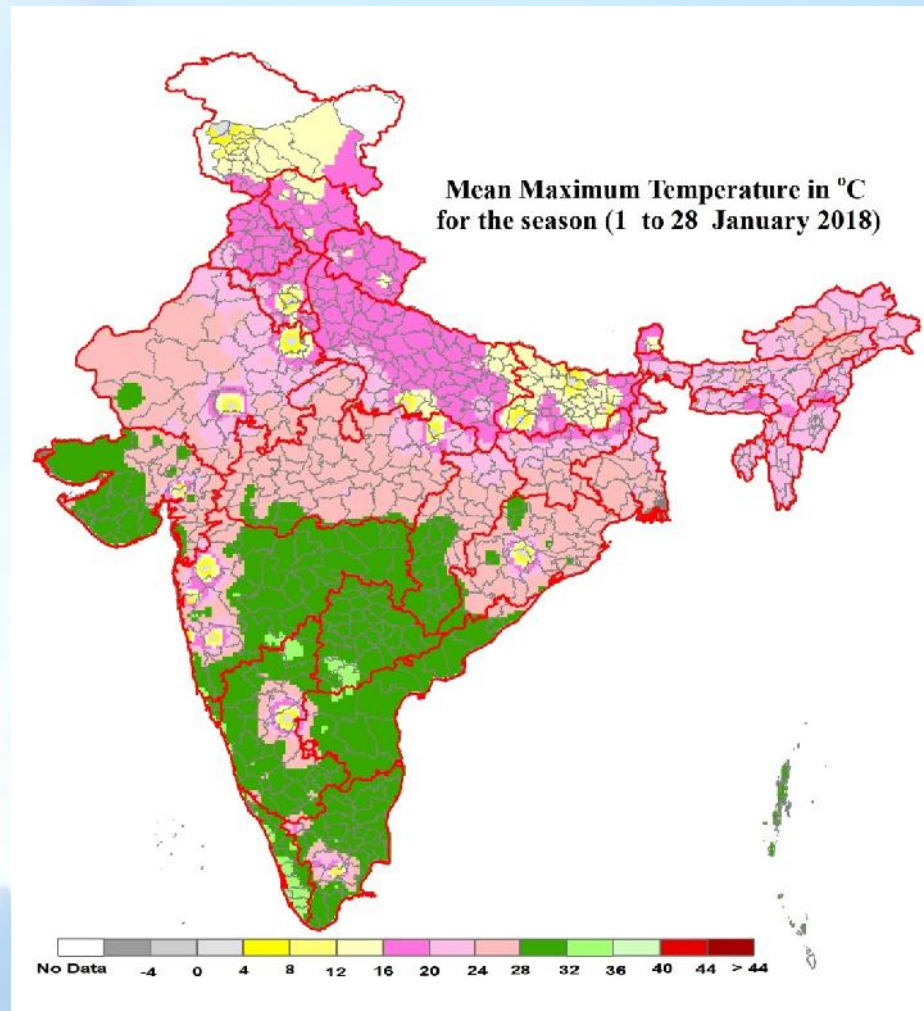 Mean Maximum Temperature in °C
for the season (1 to 28 January 2018)
No Data -4 0 4 8 12 16 20 24 28 32 36 40 44 > 44